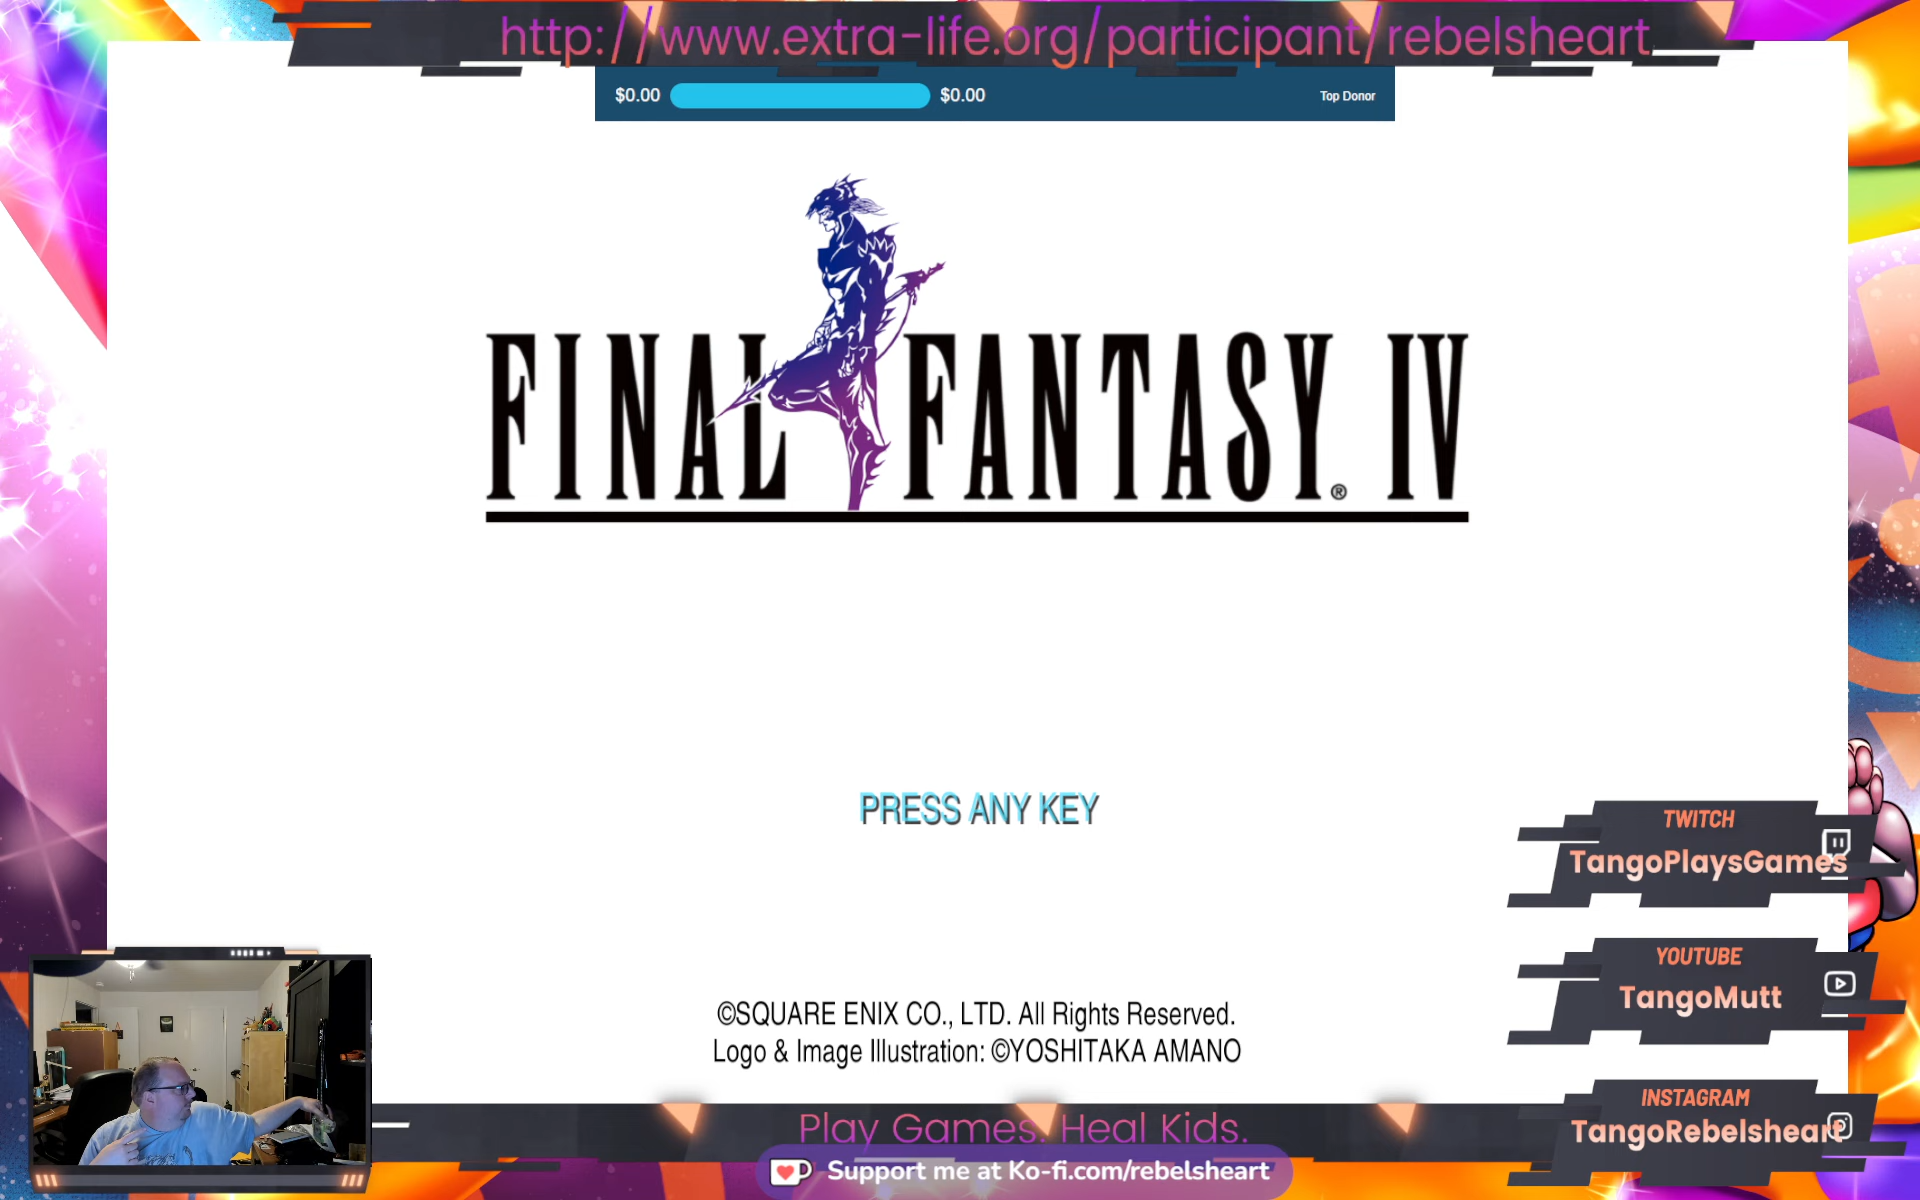 http://www.extra-life.org/participant/rebelsheart
$0.00 $0.00 Top Donor
FINAL FANTASY® IV
PRESS ANY KEY
TWITCH
TangoPlaysGames
YOUTUBE
TangoMutt
©SQUARE ENIX CO., LTD. All Rights Reserved.
Logo & Image Illustration: ©YOSHITAKA AMANO
INSTAGRAM
TangoRebelsheart
Play Games. Heal Kids.
Support me at Ko-fi.com/rebelsheart